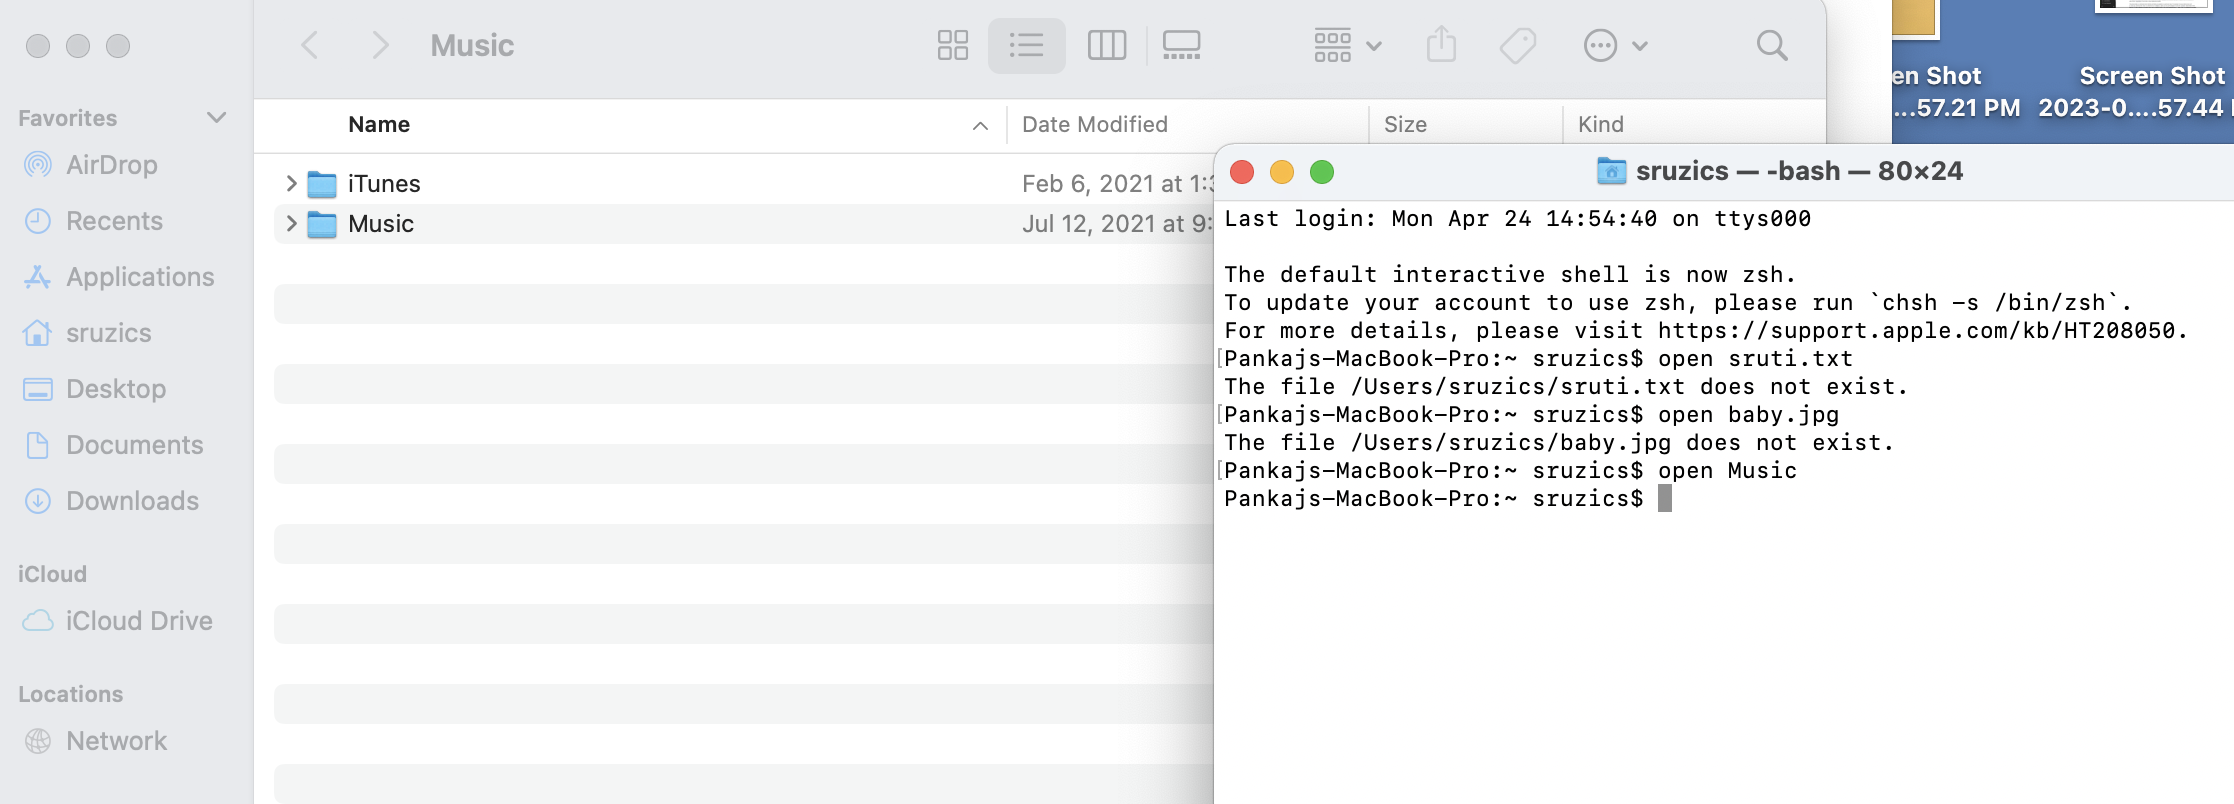 Music
Favorites
AirDrop
Recents
Applications
sruzics
Desktop
Documents
Downloads
iCloud
iCloud Drive
Locations
Network
Name Date Modified Size Kind
iTunes Feb 6, 2021 at 1:3
Music Jul 12, 2021 at 9:
en Shot
...57.21 PM
Screen Shot
2023-0....57.44
sruzics — -bash — 80×24
Last login: Mon Apr 24 14:54:40 on ttys000
The default interactive shell is now zsh.
To update your account to use zsh, please run `chsh -s /bin/zsh`.
For more details, please visit https://support.apple.com/kb/HT208050.
[Pankajs-MacBook-Pro:~ sruzics$ open sruti.txt
The file /Users/sruzics/sruti.txt does not exist.
[Pankajs-MacBook-Pro:~ sruzics$ open baby.jpg
The file /Users/sruzics/baby.jpg does not exist.
[Pankajs-MacBook-Pro:~ sruzics$ open Music
Pankajs-MacBook-Pro:~ sruzics$